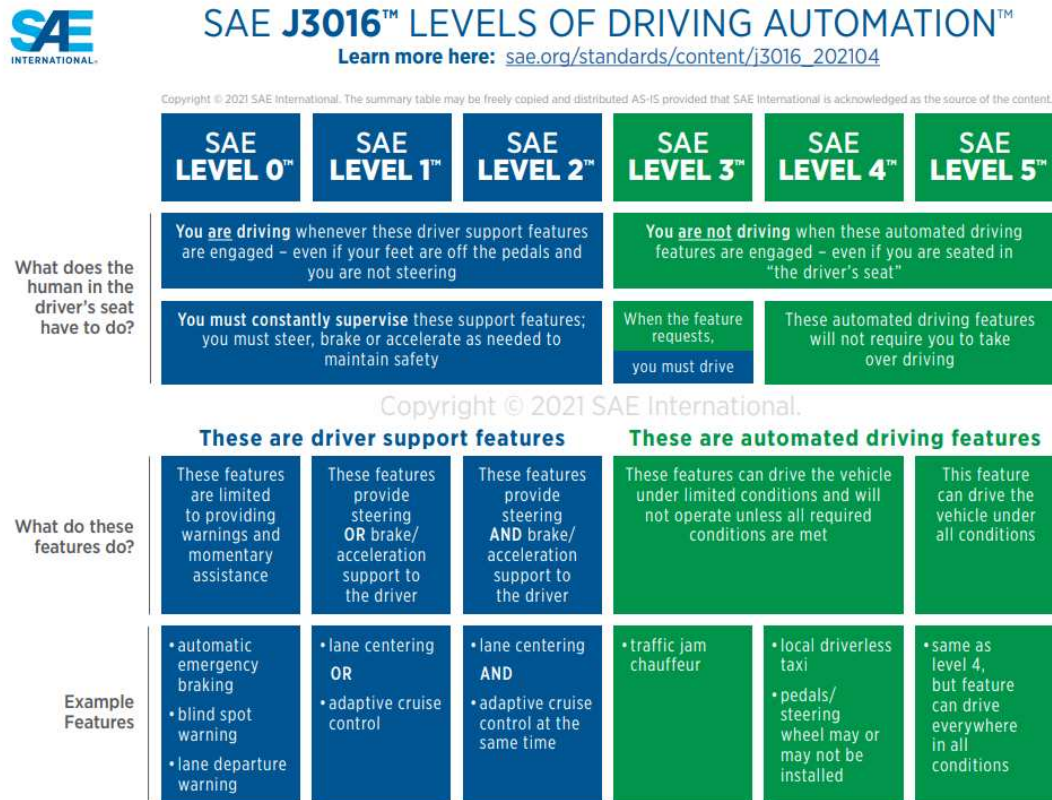 SAE
INTERNATIONAL®
SAE J3016™ LEVELS OF DRIVING AUTOMATION™
Learn more here: sae.org/standards/content/j3016_202104
Copyright © 2021 SAE International. The summary table may be freely copied and distributed AS-IS provided that SAE International is acknowledged as the source of the content.
SAE
LEVEL 0™
SAE
LEVEL 1™
SAE
LEVEL 2™
SAE
LEVEL 3™
SAE
LEVEL 4™
SAE
LEVEL 5™
What does the
human in the
driver's seat
have to do?
You are driving whenever these driver support features
are engaged – even if your feet are off the pedals and
you are not steering
You are not driving when these automated driving
features are engaged – even if you are seated in
“the driver's seat”
You must constantly supervise these support features;
you must steer, brake or accelerate as needed to
maintain safety
When the feature
requests,
you must drive
These automated driving features
will not require you to take
over driving
Copyright © 2021 SAE International.
These are driver support features
These are automated driving features
What do these
features do?
These features
are limited
to providing
warnings and
momentary
assistance
These features
provide
steering
OR brake/
acceleration
support to
the driver
These features
provide
steering
AND brake/
acceleration
support to
the driver
These features can drive the vehicle
under limited conditions and will
not operate unless all required
conditions are met
This feature
can drive the
vehicle under
all conditions
Example
Features
• automatic
emergency
braking
• blind spot
warning
• lane departure
warning
• lane centering
OR
• adaptive cruise
control
• lane centering
AND
• adaptive cruise
control at the
same time
• traffic jam
chauffeur
• local driverless
taxi
• pedals/
steering
wheel may or
may not be
installed
• same as
level 4,
but feature
can drive
everywhere
in all
conditions